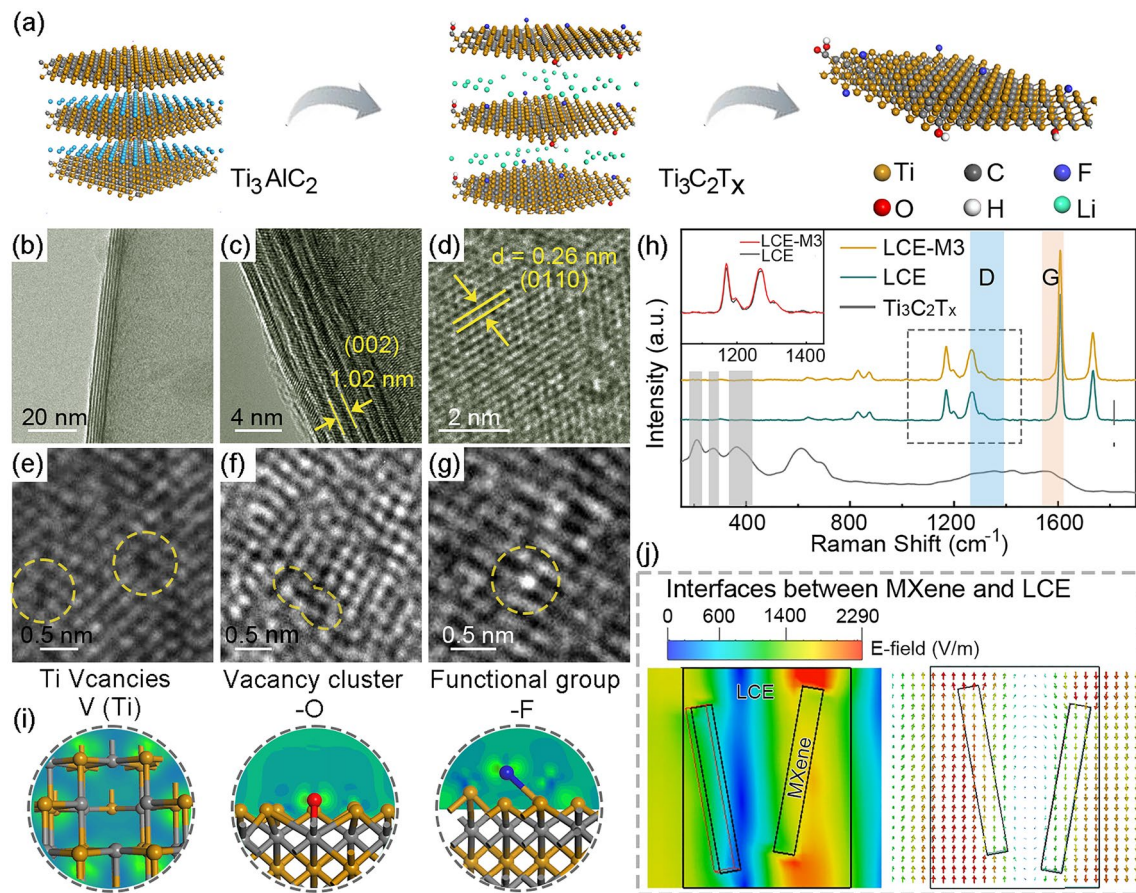 (a)
Ti₃AlC₂
Ti₃C₂Tx
Ti C F
O H Li
(b)
20 nm
(c)
(002)
1.02 nm
4 nm
(d)
d = 0.26 nm
(0110)
2 nm
(e)
0.5 nm
Ti Vcancies
(f)
0.5 nm
Vacancy cluster
(g)
0.5 nm
Functional group
(h)
LCE-M3
LCE
1200 1400
LCE-M3
LCE
Ti₃C₂Tx
D G
Intensity (a.u.)
400 800 1200 1600
Raman Shift (cm⁻¹)
(i)
V (Ti)
-O
-F
(j)
Interfaces between MXene and LCE
0 600 1400 2290
E-field (V/m)
LCE
MXene